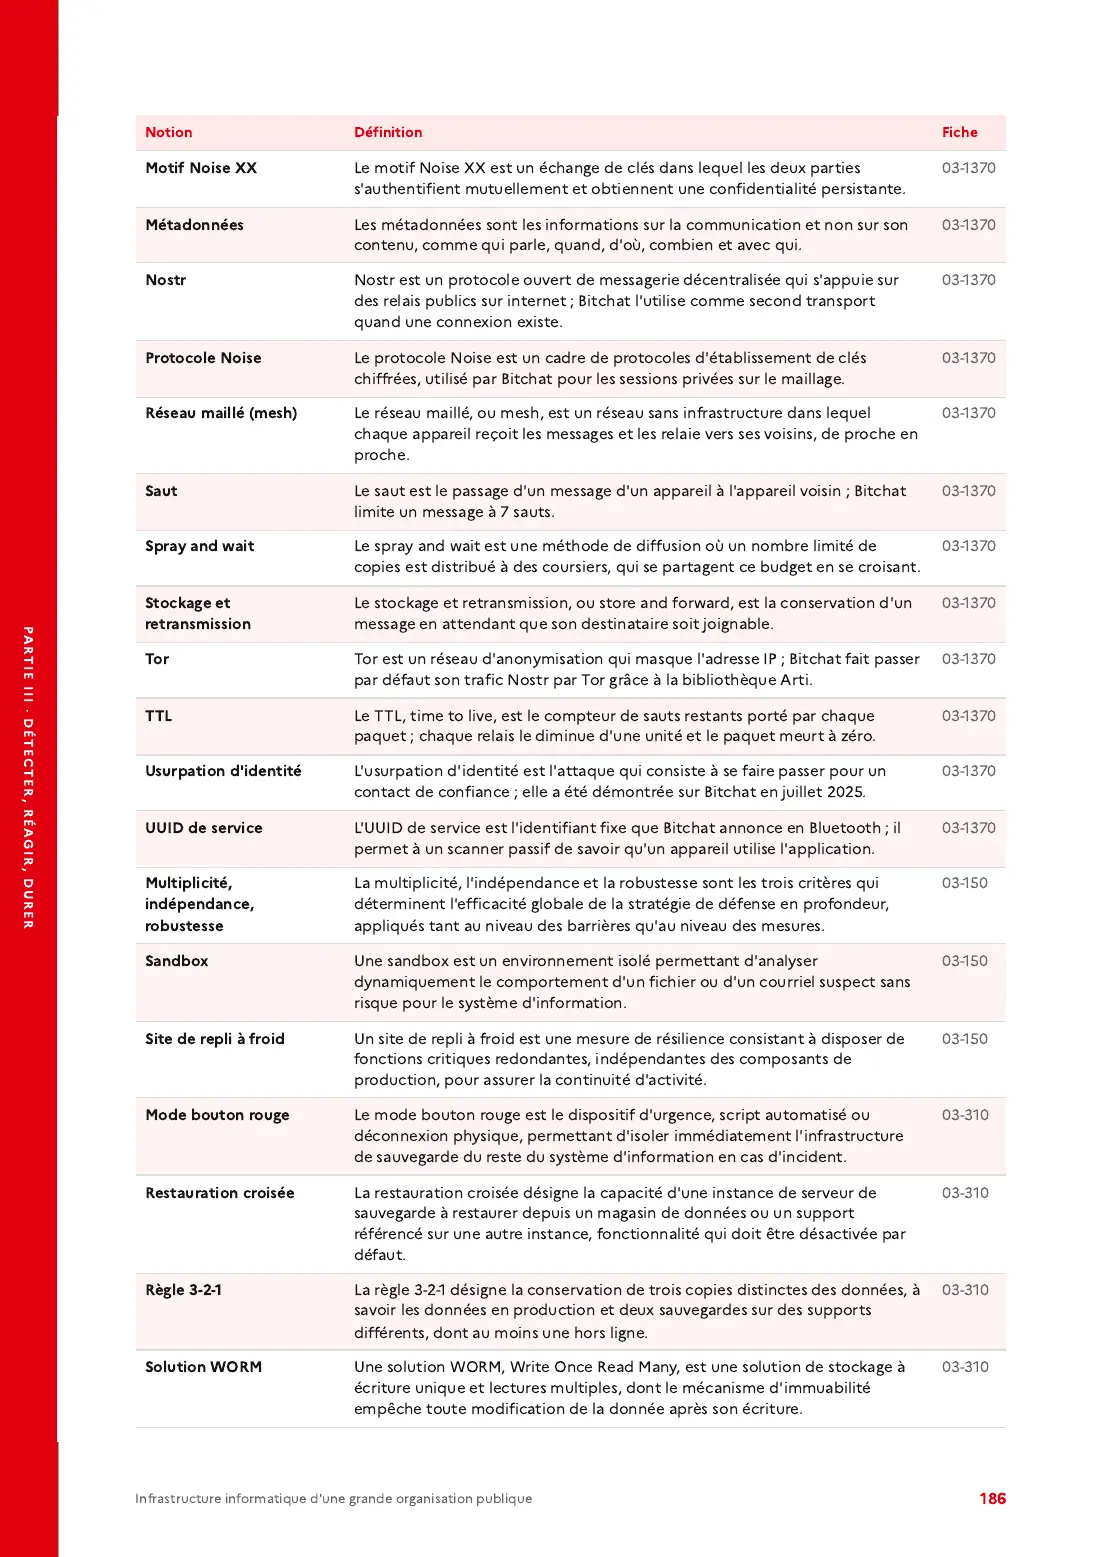 PARTIE III · DÉTECTER, RÉAGIR, DURER
Notion Définition Fiche
Motif Noise XX Le motif Noise XX est un échange de clés dans lequel les deux parties 03-1370
s'authentifient mutuellement et obtiennent une confidentialité persistante.
Métadonnées Les métadonnées sont les informations sur la communication et non sur son 03-1370
contenu, comme qui parle, quand, d'où, combien et avec qui.
Nostr Nostr est un protocole ouvert de messagerie décentralisée qui s'appuie sur 03-1370
des relais publics sur internet ; Bitchat l'utilise comme second transport
quand une connexion existe.
Protocole Noise Le protocole Noise est un cadre de protocoles d'établissement de clés 03-1370
chiffrées, utilisé par Bitchat pour les sessions privées sur le maillage.
Réseau maillé (mesh) Le réseau maillé, ou mesh, est un réseau sans infrastructure dans lequel 03-1370
chaque appareil reçoit les messages et les relaie vers ses voisins, de proche en
proche.
Saut Le saut est le passage d'un message d'un appareil à l'appareil voisin ; Bitchat 03-1370
limite un message à 7 sauts.
Spray and wait Le spray and wait est une méthode de diffusion où un nombre limité de 03-1370
copies est distribué à des coursiers, qui se partagent ce budget en se croisant.
Stockage et Le stockage et retransmission, ou store and forward, est la conservation d'un 03-1370
retransmission message en attendant que son destinataire soit joignable.
Tor Tor est un réseau d'anonymisation qui masque l'adresse IP ; Bitchat fait passer 03-1370
par défaut son trafic Nostr par Tor grâce à la bibliothèque Arti.
TTL Le TTL, time to live, est le compteur de sauts restants porté par chaque 03-1370
paquet ; chaque relais le diminue d'une unité et le paquet meurt à zéro.
Usurpation d'identité L'usurpation d'identité est l'attaque qui consiste à se faire passer pour un 03-1370
contact de confiance ; elle a été démontrée sur Bitchat en juillet 2025.
UUID de service L'UUID de service est l'identifiant fixe que Bitchat annonce en Bluetooth ; il 03-1370
permet à un scanner passif de savoir qu'un appareil utilise l'application.
Multiplicité, La multiplicité, l'indépendance et la robustesse sont les trois critères qui 03-150
indépendance, déterminent l'efficacité globale de la stratégie de défense en profondeur,
robustesse appliqués tant au niveau des barrières qu'au niveau des mesures.
Sandbox Une sandbox est un environnement isolé permettant d'analyser 03-150
dynamiquement le comportement d'un fichier ou d'un courriel suspect sans
risque pour le système d'information.
Site de repli à froid Un site de repli à froid est une mesure de résilience consistant à disposer de 03-150
fonctions critiques redondantes, indépendantes des composants de
production, pour assurer la continuité d'activité.
Mode bouton rouge Le mode bouton rouge est le dispositif d'urgence, script automatisé ou 03-310
déconnexion physique, permettant d'isoler immédiatement l'infrastructure
de sauvegarde du reste du système d'information en cas d'incident.
Restauration croisée La restauration croisée désigne la capacité d'une instance de serveur de 03-310
sauvegarde à restaurer depuis un magasin de données ou un support
référencé sur une autre instance, fonctionnalité qui doit être désactivée par
défaut.
Règle 3-2-1 La règle 3-2-1 désigne la conservation de trois copies distinctes des données, à 03-310
savoir les données en production et deux sauvegardes sur des supports
différents, dont au moins une hors ligne.
Solution WORM Une solution WORM, Write Once Read Many, est une solution de stockage à 03-310
écriture unique et lectures multiples, dont le mécanisme d'immuabilité
empêche toute modification de la donnée après son écriture.
Infrastructure informatique d'une grande organisation publique 186